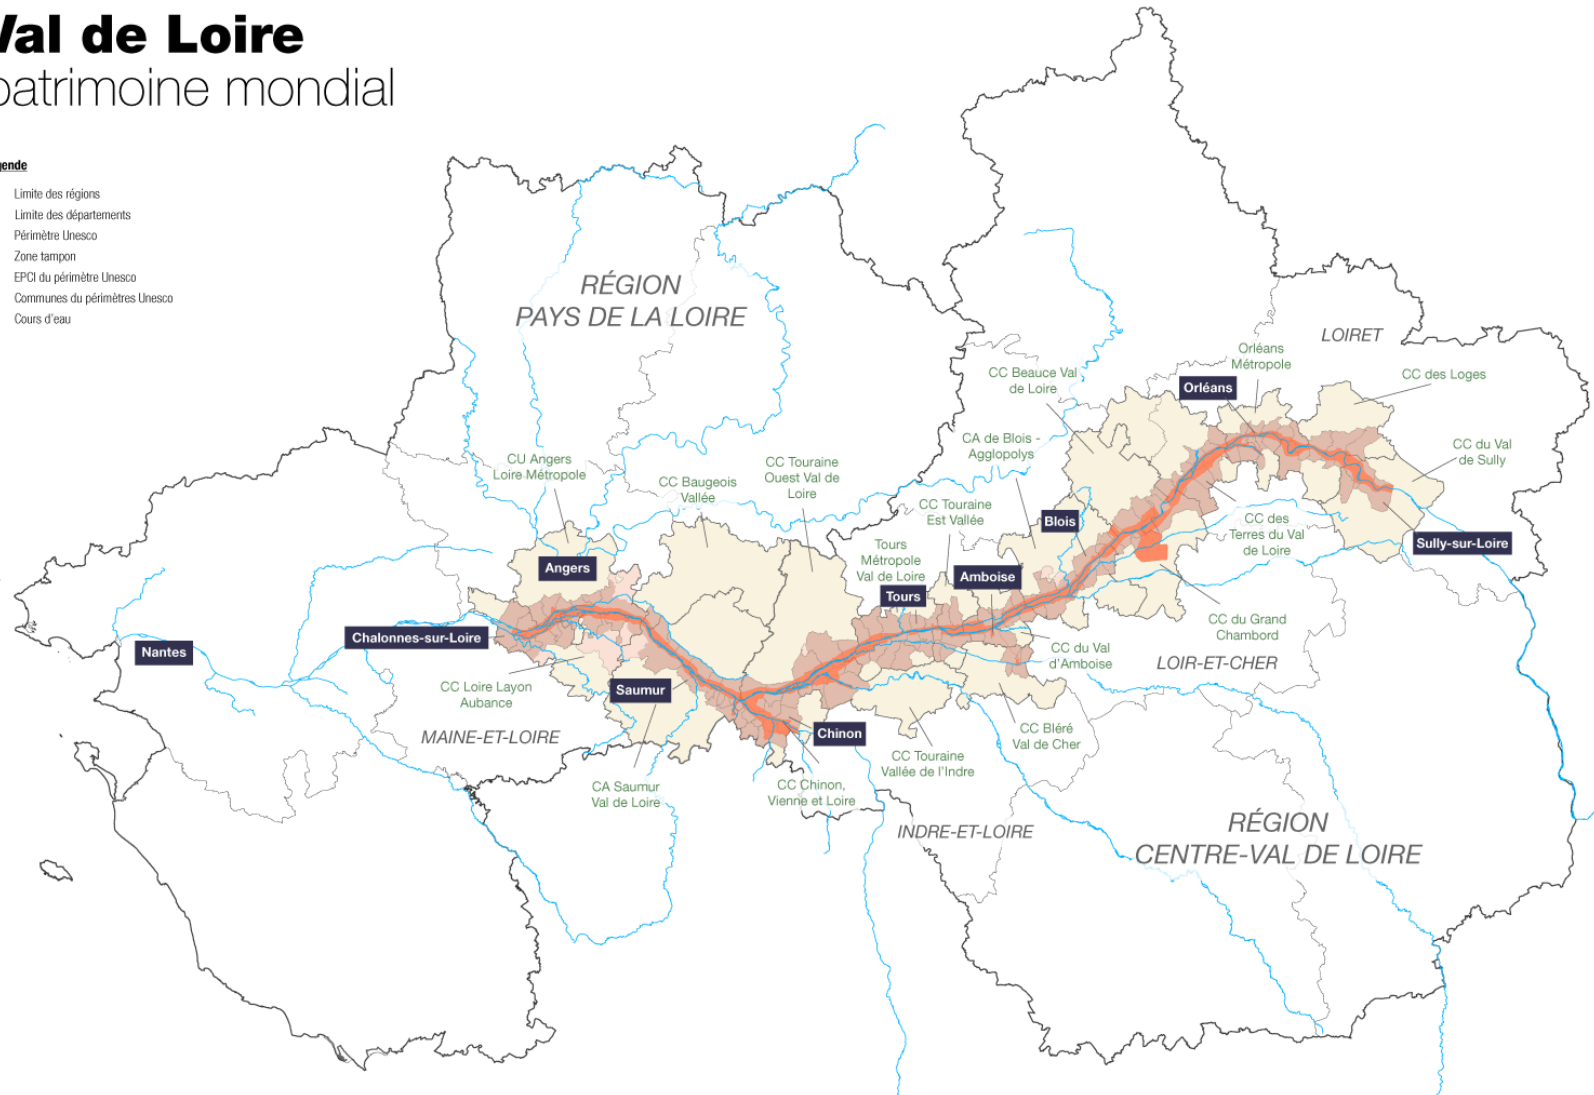 Val de Loire
patrimoine mondial
gende
Limite des régions
Limite des départements
Périmètre Unesco
Zone tampon
EPCI du périmètre Unesco
Communes du périmètres Unesco
Cours d'eau
RÉGION
PAYS DE LA LOIRE
LOIRET
Orléans
Métropole
CC Beauce Val
de Loire
CC des Loges
Orléans
CA de Blois -
Agglopolys
CC du Val
de Sully
CU Angers
Loire Métropole
CC Baugeois
Vallée
CC Touraine
Ouest Val de
Loire
CC Touraine
Est Vallée
Blois
CC des
Terres du Val
de Loire
Sully-sur-Loire
Tours
Métropole
Val de Loire
Angers
Amboise
Tours
CC du Grand
Chambord
Chalonnes-sur-Loire
Nantes
CC du Val
d'Amboise
LOIR-ET-CHER
CC Loire Layon
Aubance
Saumur
MAINE-ET-LOIRE
Chinon
CC Bléré
Val de Cher
CC Touraine
Vallée de l'Indre
CA Saumur
Val de Loire
CC Chinon,
Vienne et Loire
INDRE-ET-LOIRE
RÉGION
CENTRE-VAL DE LOIRE